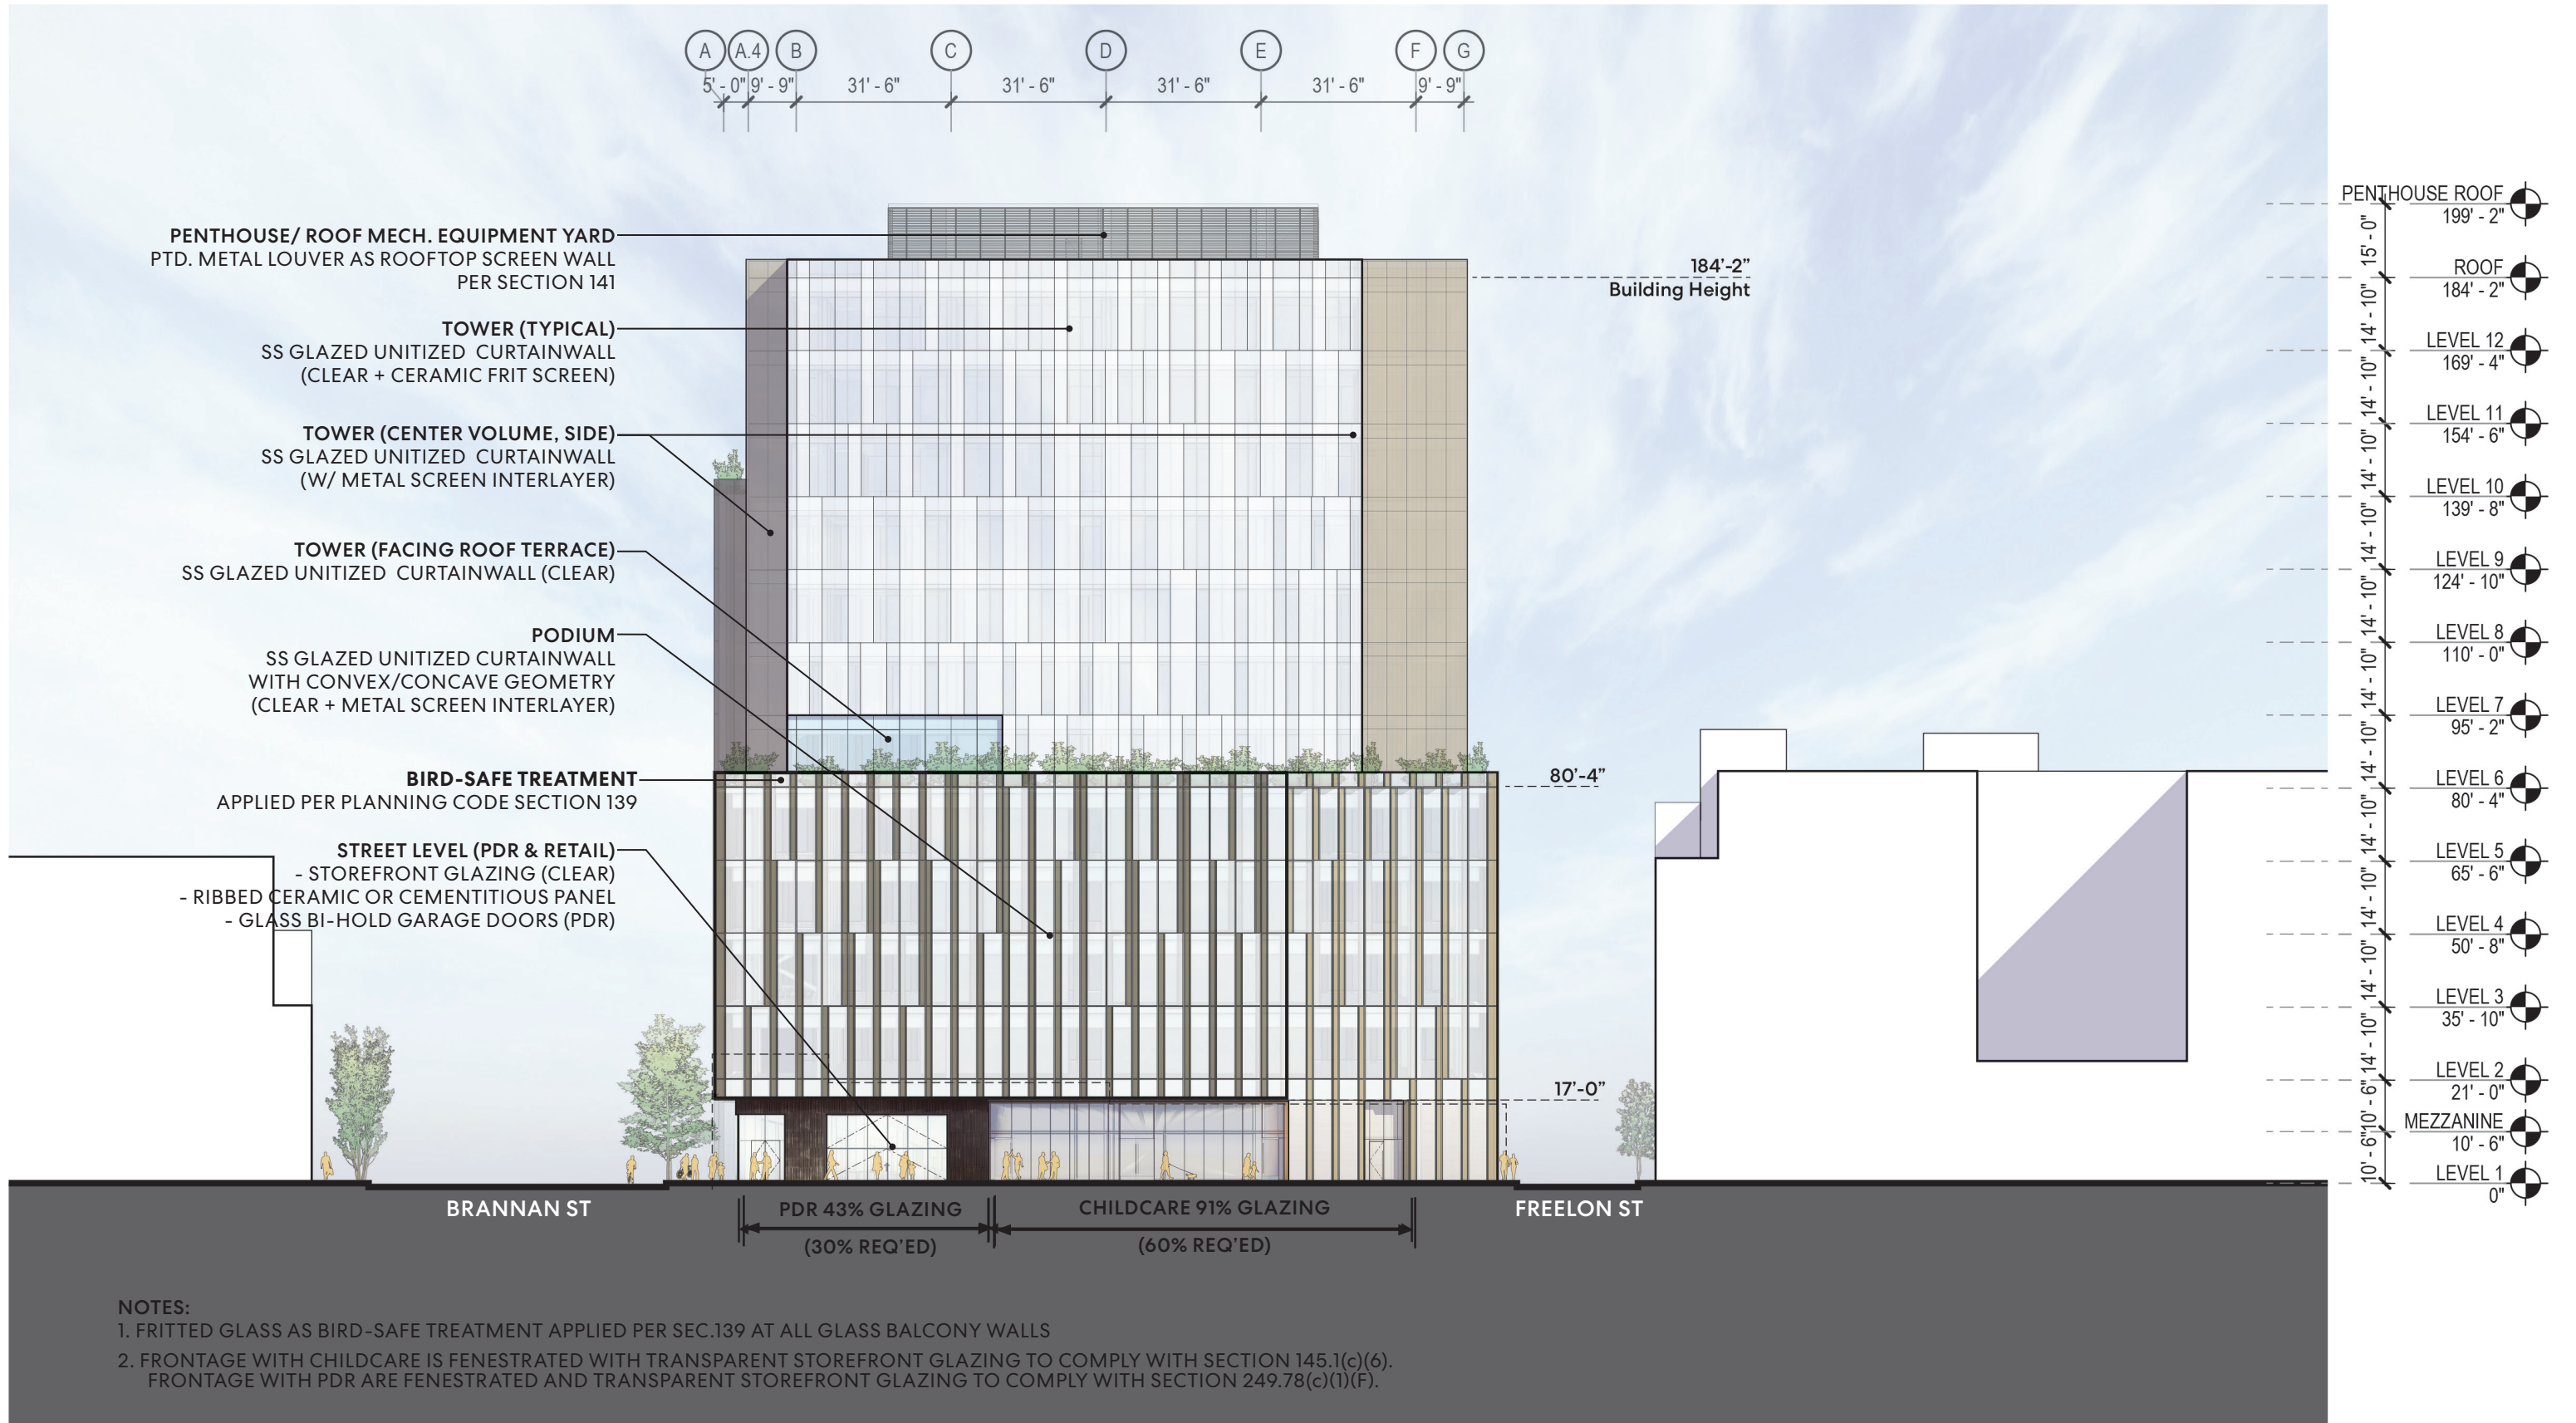 A A.4 B C D E F G
5' - 0" 9' - 9" 31' - 6" 31' - 6" 31' - 6" 31' - 6" 9' - 9"
PENTHOUSE/ ROOF MECH. EQUIPMENT YARD
PTD. METAL LOUVER AS ROOFTOP SCREEN WALL
PER SECTION 141
TOWER (TYPICAL)
SS GLAZED UNITIZED CURTAINWALL
(CLEAR + CERAMIC FRIT SCREEN)
TOWER (CENTER VOLUME, SIDE)
SS GLAZED UNITIZED CURTAINWALL
(W/ METAL SCREEN INTERLAYER)
TOWER (FACING ROOF TERRACE)
SS GLAZED UNITIZED CURTAINWALL (CLEAR)
PODIUM
SS GLAZED UNITIZED CURTAINWALL
WITH CONVEX/CONCAVE GEOMETRY
(CLEAR + METAL SCREEN INTERLAYER)
BIRD-SAFE TREATMENT
APPLIED PER PLANNING CODE SECTION 139
STREET LEVEL (PDR & RETAIL)
- STOREFRONT GLAZING (CLEAR)
- RIBBED CERAMIC OR CEMENTITIOUS PANEL
- GLASS BI-HOLD GARAGE DOORS (PDR)
184'-2"
Building Height
80'-4"
17'-0"
PENTHOUSE ROOF
199' - 2"
15' - 0"
ROOF
184' - 2"
14' - 10"
LEVEL 12
169' - 4"
14' - 10"
LEVEL 11
154' - 6"
14' - 10"
LEVEL 10
139' - 8"
14' - 10"
LEVEL 9
124' - 10"
14' - 10"
LEVEL 8
110' - 0"
14' - 10"
LEVEL 7
95' - 2"
14' - 10"
LEVEL 6
80' - 4"
14' - 10"
LEVEL 5
65' - 6"
14' - 10"
LEVEL 4
50' - 8"
14' - 10"
LEVEL 3
35' - 10"
14' - 10"
LEVEL 2
21' - 0"
10' - 6"
MEZZANINE
10' - 6"
10' - 6"
LEVEL 1
0"
BRANNAN ST
PDR 43% GLAZING
(30% REQ'ED)
CHILDCARE 91% GLAZING
(60% REQ'ED)
FREELON ST
NOTES:
1. FRITTED GLASS AS BIRD-SAFE TREATMENT APPLIED PER SEC.139 AT ALL GLASS BALCONY WALLS
2. FRONTAGE WITH CHILDCARE IS FENESTRATED WITH TRANSPARENT STOREFRONT GLAZING TO COMPLY WITH SECTION 145.1(c)(6).
FRONTAGE WITH PDR ARE FENESTRATED AND TRANSPARENT STOREFRONT GLAZING TO COMPLY WITH SECTION 249.78(c)(1)(F).